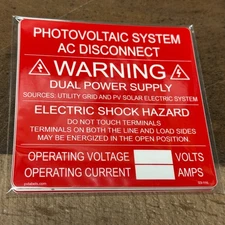 PHOTOVOLTAIC SYSTEM
AC DISCONNECT
WARNING
DUAL POWER SUPPLY
SOURCES: UTILITY GRID AND PV SOLAR ELECTRIC SYSTEM
ELECTRIC SHOCK HAZARD
DO NOT TOUCH TERMINALS
TERMINALS ON BOTH THE LINE AND LOAD SIDES
MAY BE ENERGIZED IN THE OPEN POSITION.
OPERATING VOLTAGE VOLTS
OPERATING CURRENT AMPS